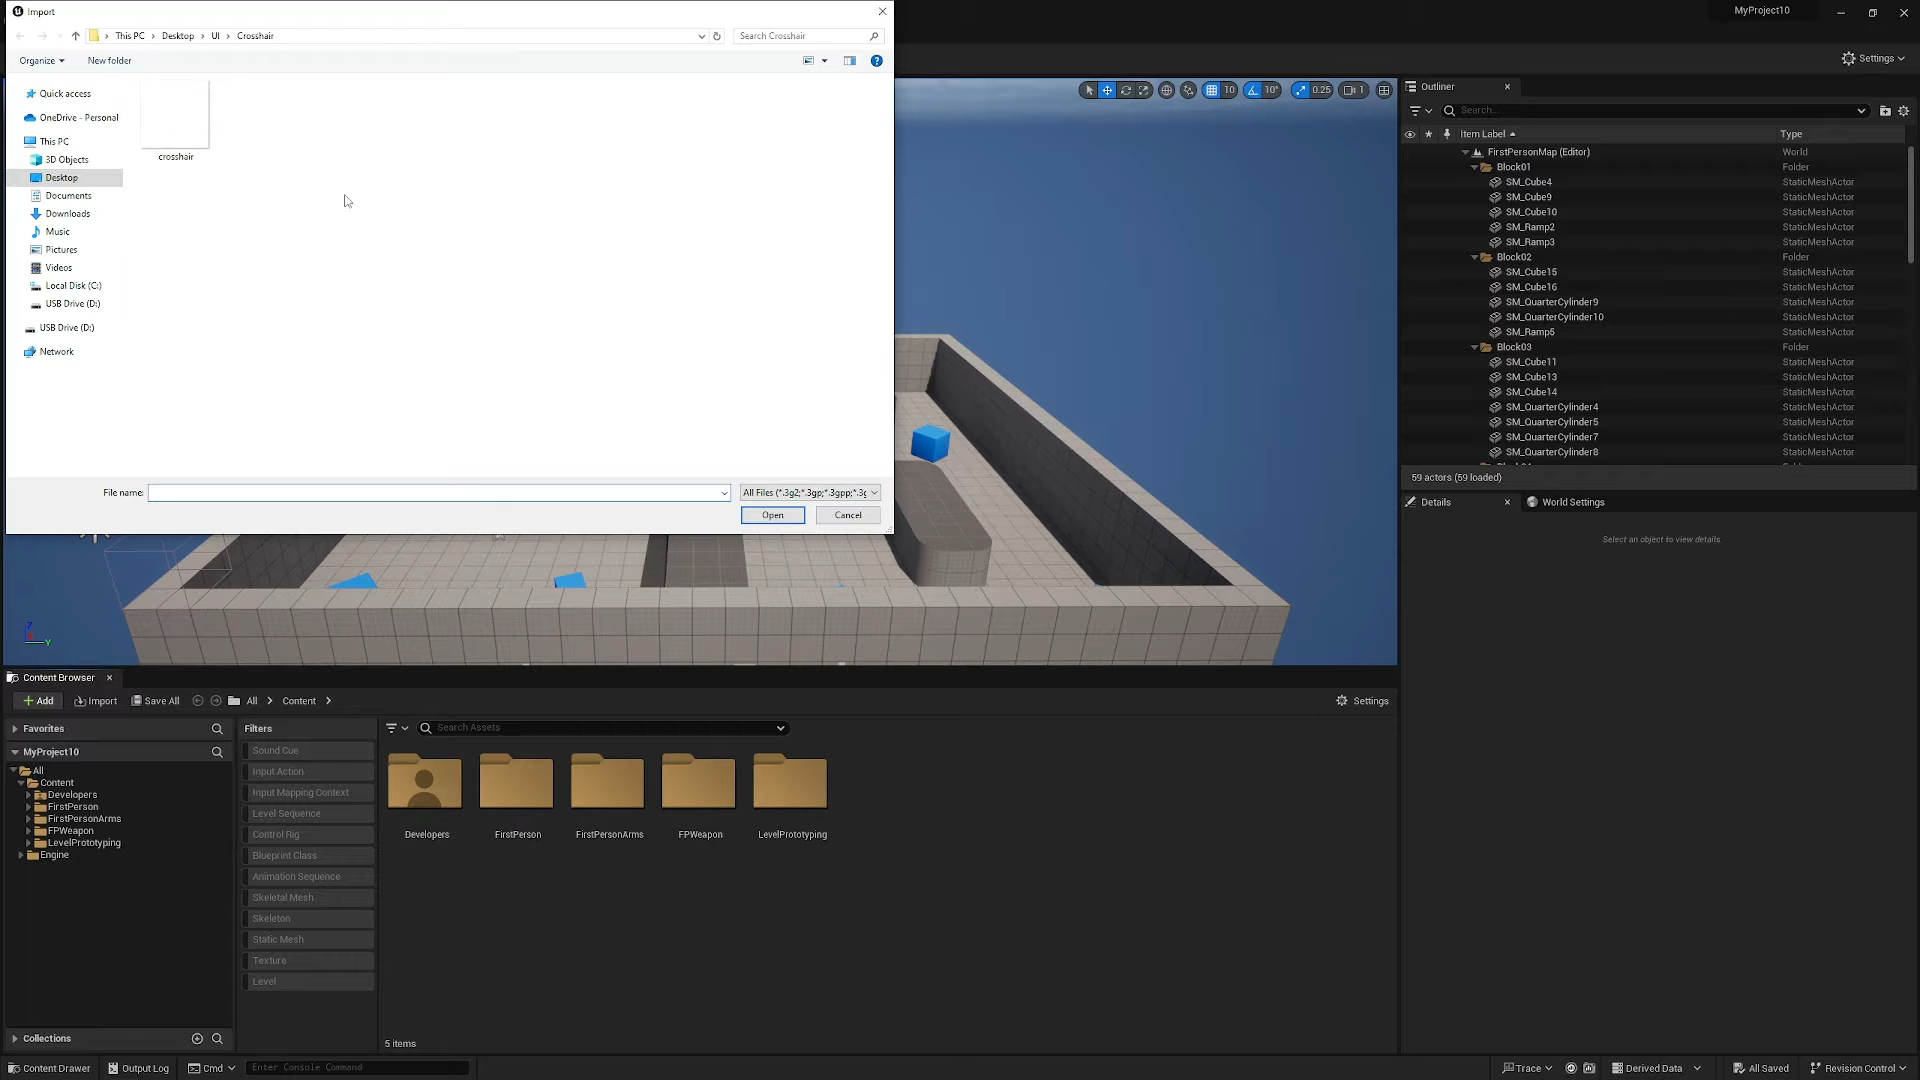 Import
MyProject10
This PC > Desktop > UI > Crosshair
Search Crosshair
Organize
New folder
Settings
Quick access
OneDrive - Personal
This PC
3D Objects
Desktop
Documents
Downloads
Music
Pictures
Videos
Local Disk (C:)
USB Drive (D:)
USB Drive (D:)
Network
crosshair
File name:
All Files (*.3g2;*.3gp;*.3gpp;*.3g
Open
Cancel
10
10°
0.25
1
Z
Y
Outliner
Search...
Item Label
Type
FirstPersonMap (Editor) World
Block01 Folder
SM_Cube4 StaticMeshActor
SM_Cube9 StaticMeshActor
SM_Cube10 StaticMeshActor
SM_Ramp2 StaticMeshActor
SM_Ramp3 StaticMeshActor
Block02 Folder
SM_Cube15 StaticMeshActor
SM_Cube16 StaticMeshActor
SM_QuarterCylinder9 StaticMeshActor
SM_QuarterCylinder10 StaticMeshActor
SM_Ramp5 StaticMeshActor
Block03 Folder
SM_Cube11 StaticMeshActor
SM_Cube13 StaticMeshActor
SM_Cube14 StaticMeshActor
SM_QuarterCylinder4 StaticMeshActor
SM_QuarterCylinder5 StaticMeshActor
SM_QuarterCylinder7 StaticMeshActor
SM_QuarterCylinder8 StaticMeshActor
59 actors (59 loaded)
Details
World Settings
Select an object to view details.
Content Browser
Add
Import
Save All
All
Content
Settings
Favorites
MyProject10
All
Content
Developers
FirstPerson
FirstPersonArms
FPWeapon
LevelPrototyping
Engine
Collections
Filters
Sound Cue
Input Action
Input Mapping Context
Level Sequence
Control Rig
Blueprint Class
Animation Sequence
Skeletal Mesh
Skeleton
Static Mesh
Texture
Level
Search Assets
Developers
FirstPerson
FirstPersonArms
FPWeapon
LevelPrototyping
5 items
Content Drawer
Output Log
Cmd
Enter Console Command
Trace
Derived Data
All Saved
Revision Control